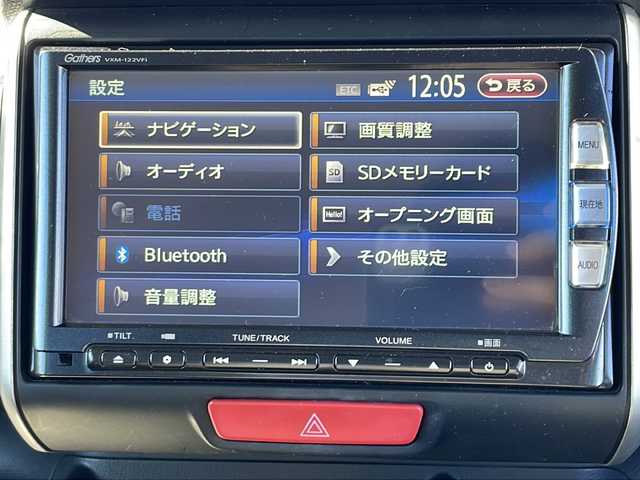 Gathers VXM-122VFi
設定 ETC 12:05 戻る
ナビゲーション 画質調整
オーディオ SD SDメモリーカード
電話 Hello! オープニング画面
Bluetooth その他設定
音量調整
MENU
現在地
AUDIO
TILT TUNE/TRACK VOLUME 画面